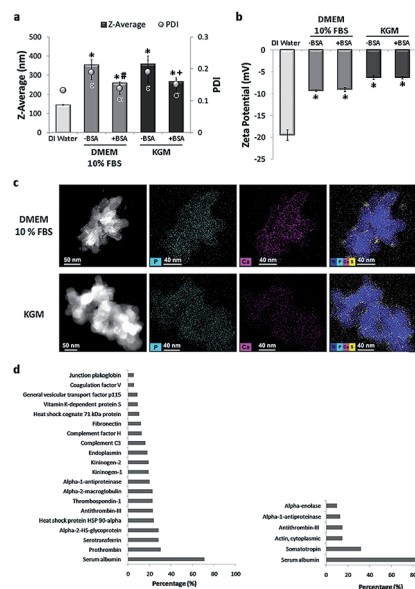 a
Z-Average
PDI
Z-Average (nm)
500
400
300
200
100
0
0.3
0.2
0.1
0
PDI
*
*#
*
*+
DI Water
-BSA
+BSA
-BSA
+BSA
DMEM
10% FBS
KGM
b
DMEM
10% FBS
KGM
DI Water
-BSA
+BSA
-BSA
+BSA
Zeta Potential (mV)
0
-5
-10
-15
-20
-25
*
*
*
*
c
DMEM
10 % FBS
50 nm
P
40 nm
Ca
40 nm
P
Ca
S
40 nm
KGM
50 nm
P
40 nm
Ca
40 nm
P
Ca
S
40 nm
d
Junction plakoglobin
Coagulation factor V
General vesicular transport factor p115
Vitamin K-dependent protein S
Heat shock cognate 71 kDa protein
Fibronectin
Complement factor H
Complement C3
Endoplasmin
Kininogen-2
Kininogen-1
Alpha-1-antiproteinase
Alpha-2-macroglobulin
Thrombospondin-1
Antithrombin-III
Heat shock protein HSP 90-alpha
Alpha-2-HS-glycoprotein
Serotransferrin
Prothrombin
Serum albumin
0
20
40
60
80
100
Percentage (%)
Alpha-enolase
Alpha-1-antiproteinase
Antithrombin-III
Actin, cytoplasmic
Somatotropin
Serum albumin
0
20
40
60
80
Percentage (%)